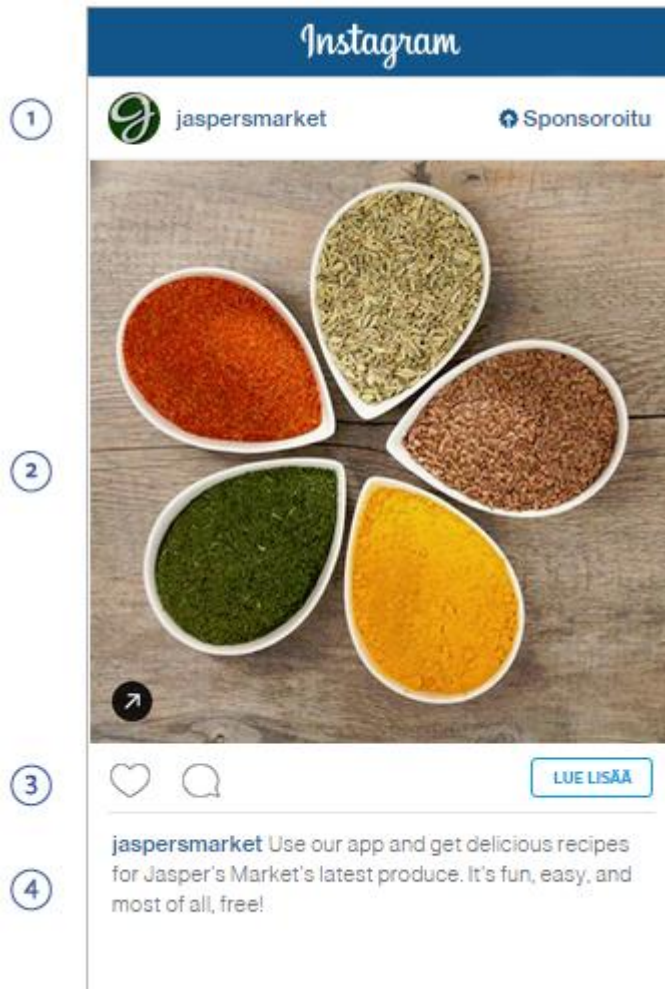 Instagram
1
jaspersmarket Sponsoroitu
2
3
LUE LISÄÄ
jaspersmarket Use our app and get delicious recipes
for Jasper's Market's latest produce. It's fun, easy, and
most of all, free!
4